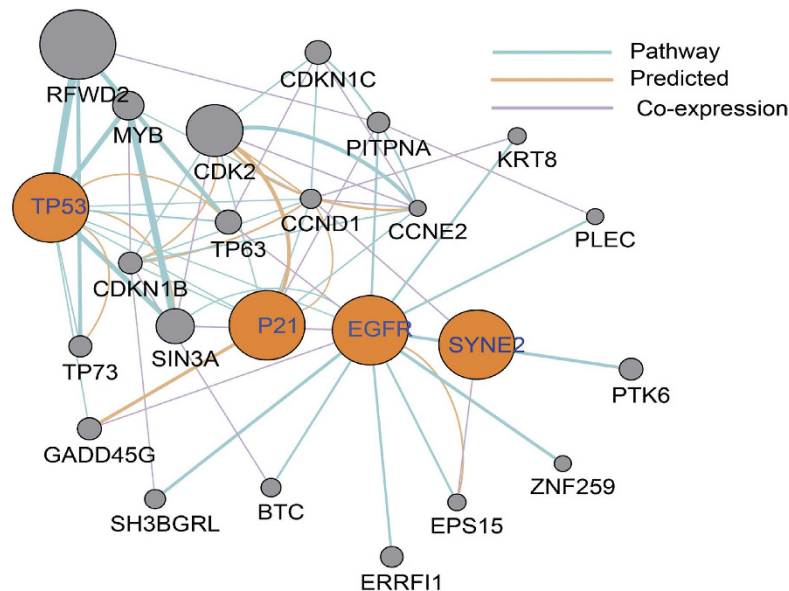 Pathway
Predicted
Co-expression
CDKN1C
RFWD2
MYB
PITPNA
KRT8
CDK2
TP53
CCND1
CCNE2
PLEC
TP63
CDKN1B
P21
EGFR
SYNE2
SIN3A
TP73
PTK6
GADD45G
ZNF259
SH3BGRL
BTC
EPS15
ERRFI1